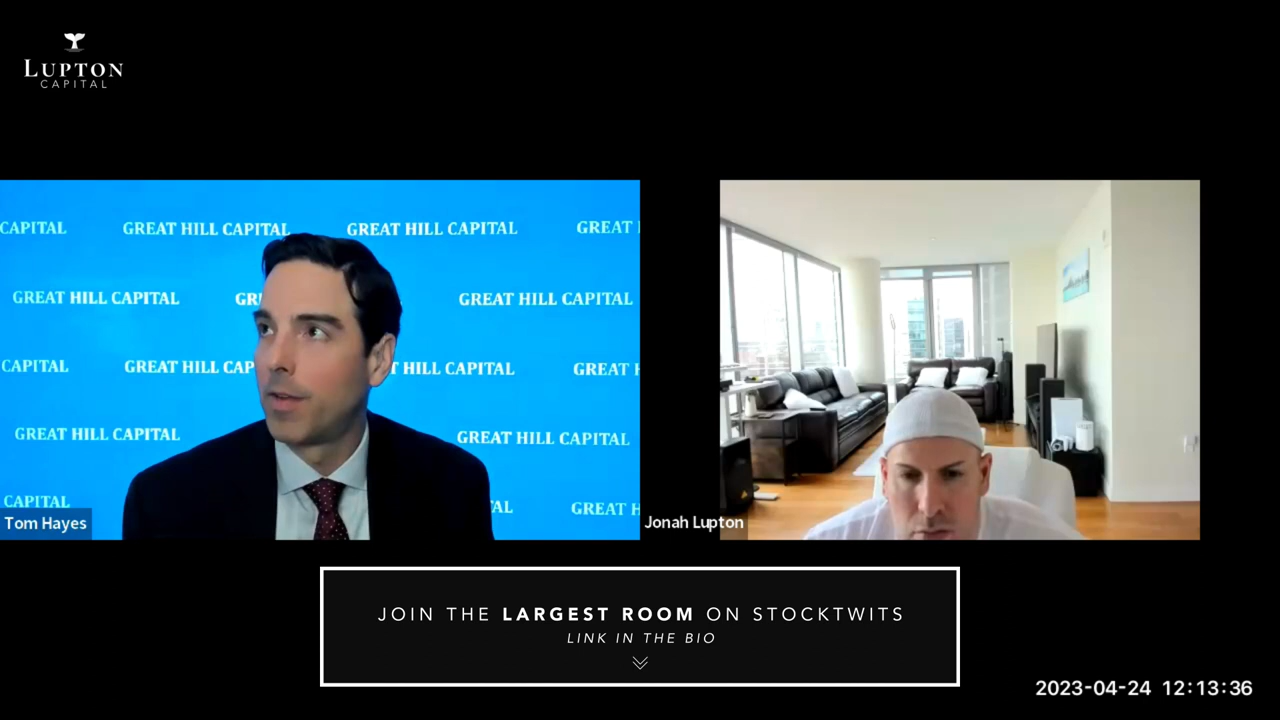 LUPTON
CAPITAL
CAPITAL GREAT HILL CAPITAL GREAT HILL CAPITAL GREAT
GREAT HILL CAPITAL GREAT HILL CAPITAL
CAPITAL GREAT HILL CAP T HILL CAPITAL GREAT
GREAT HILL CAPITAL GREAT HILL CAPITAL
CAPITAL GREAT
Tom Hayes
Jonah Lupton
JOIN THE LARGEST ROOM ON STOCKTWITS
LINK IN THE BIO
2023-04-24 12:13:36